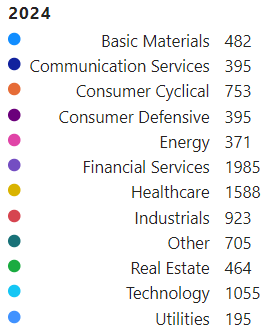 2024
Basic Materials 482
Communication Services 395
Consumer Cyclical 753
Consumer Defensive 395
Energy 371
Financial Services 1985
Healthcare 1588
Industrials 923
Other 705
Real Estate 464
Technology 1055
Utilities 195